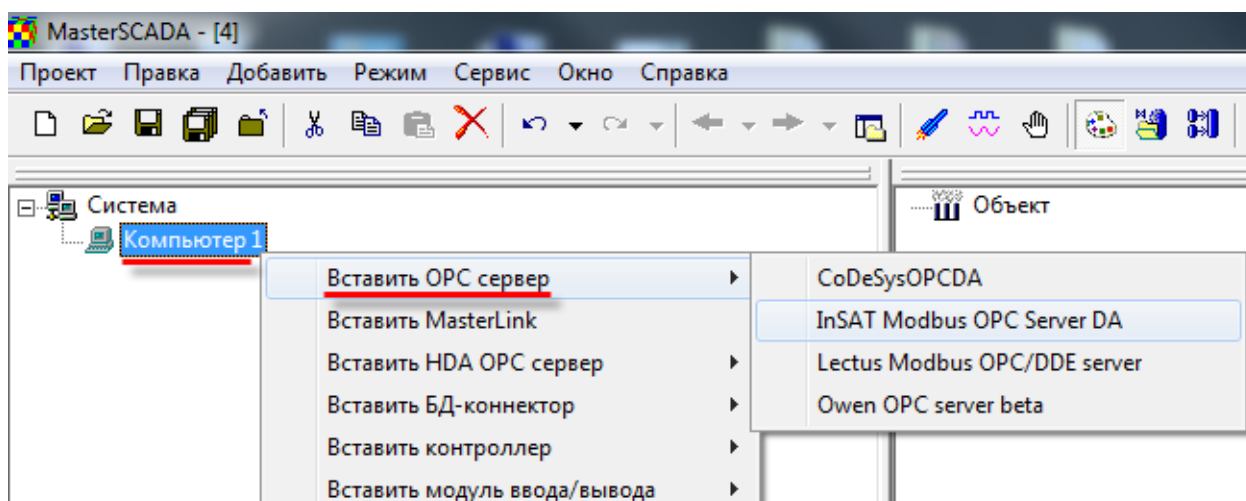 MasterSCADA - [4]
Проект Правка Добавить Режим Сервис Окно Справка
Система
Объект
Компьютер 1
Вставить OPC сервер
CoDeSysOPCDA
Вставить MasterLink
InSAT Modbus OPC Server DA
Вставить HDA OPC сервер
Lectus Modbus OPC/DDE server
Вставить БД-коннектор
Owen OPC server beta
Вставить контроллер
Вставить модуль ввода/вывода